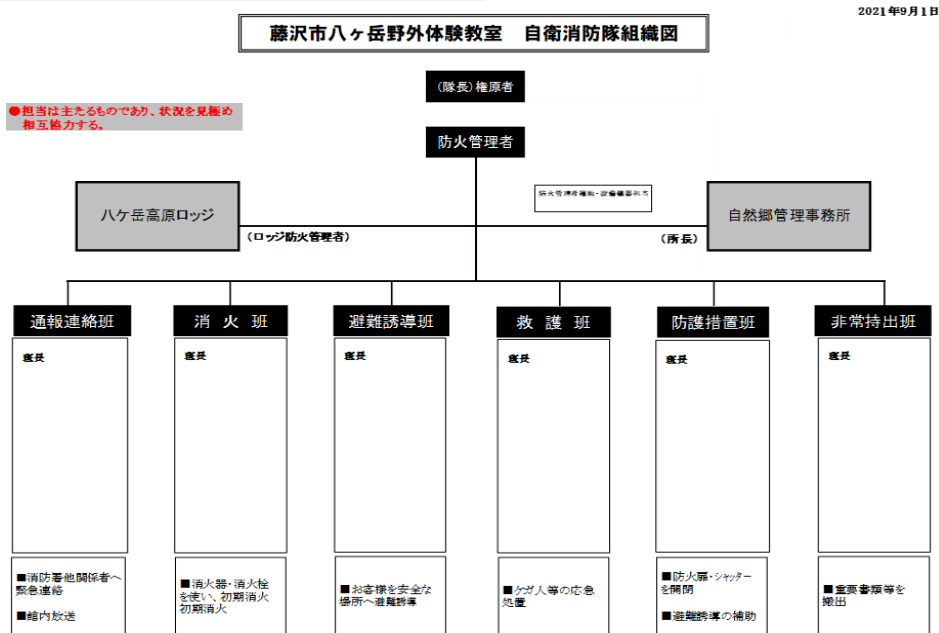 2021年9月1日
藤沢市八ヶ岳野外体験教室　自衛消防隊組織図
（隊長）権原者
●担当は主たるものであり、状況を見極め
相互協力する。
防火管理者
八ケ岳高原ロッジ
（ロッジ防火管理者）
自然郷管理事務所
（所長）
通報連絡班
消　火　班
避難誘導班
救　護　班
防護措置班
非常持出班
班長
班長
班長
班長
班長
班長
■消防署他関係者へ
緊急連絡
■館内放送
■消火器・消火栓
を使い、初期消火
初期消火
■お客様を安全な
場所へ避難誘導
■ケガ人等の応急
処置
■防火扉・シャッター
を開閉
■避難誘導の補助
■重要書類等を
搬出